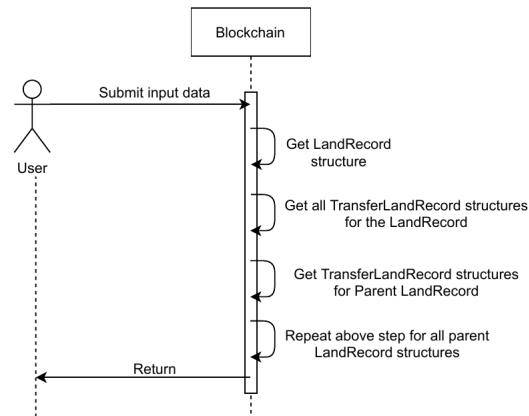 Blockchain
Submit input data
User
Get LandRecord
structure
Get all TransferLandRecord structures
for the LandRecord
Get TransferLandRecord structures
for Parent LandRecord
Repeat above step for all parent
LandRecord structures
Return